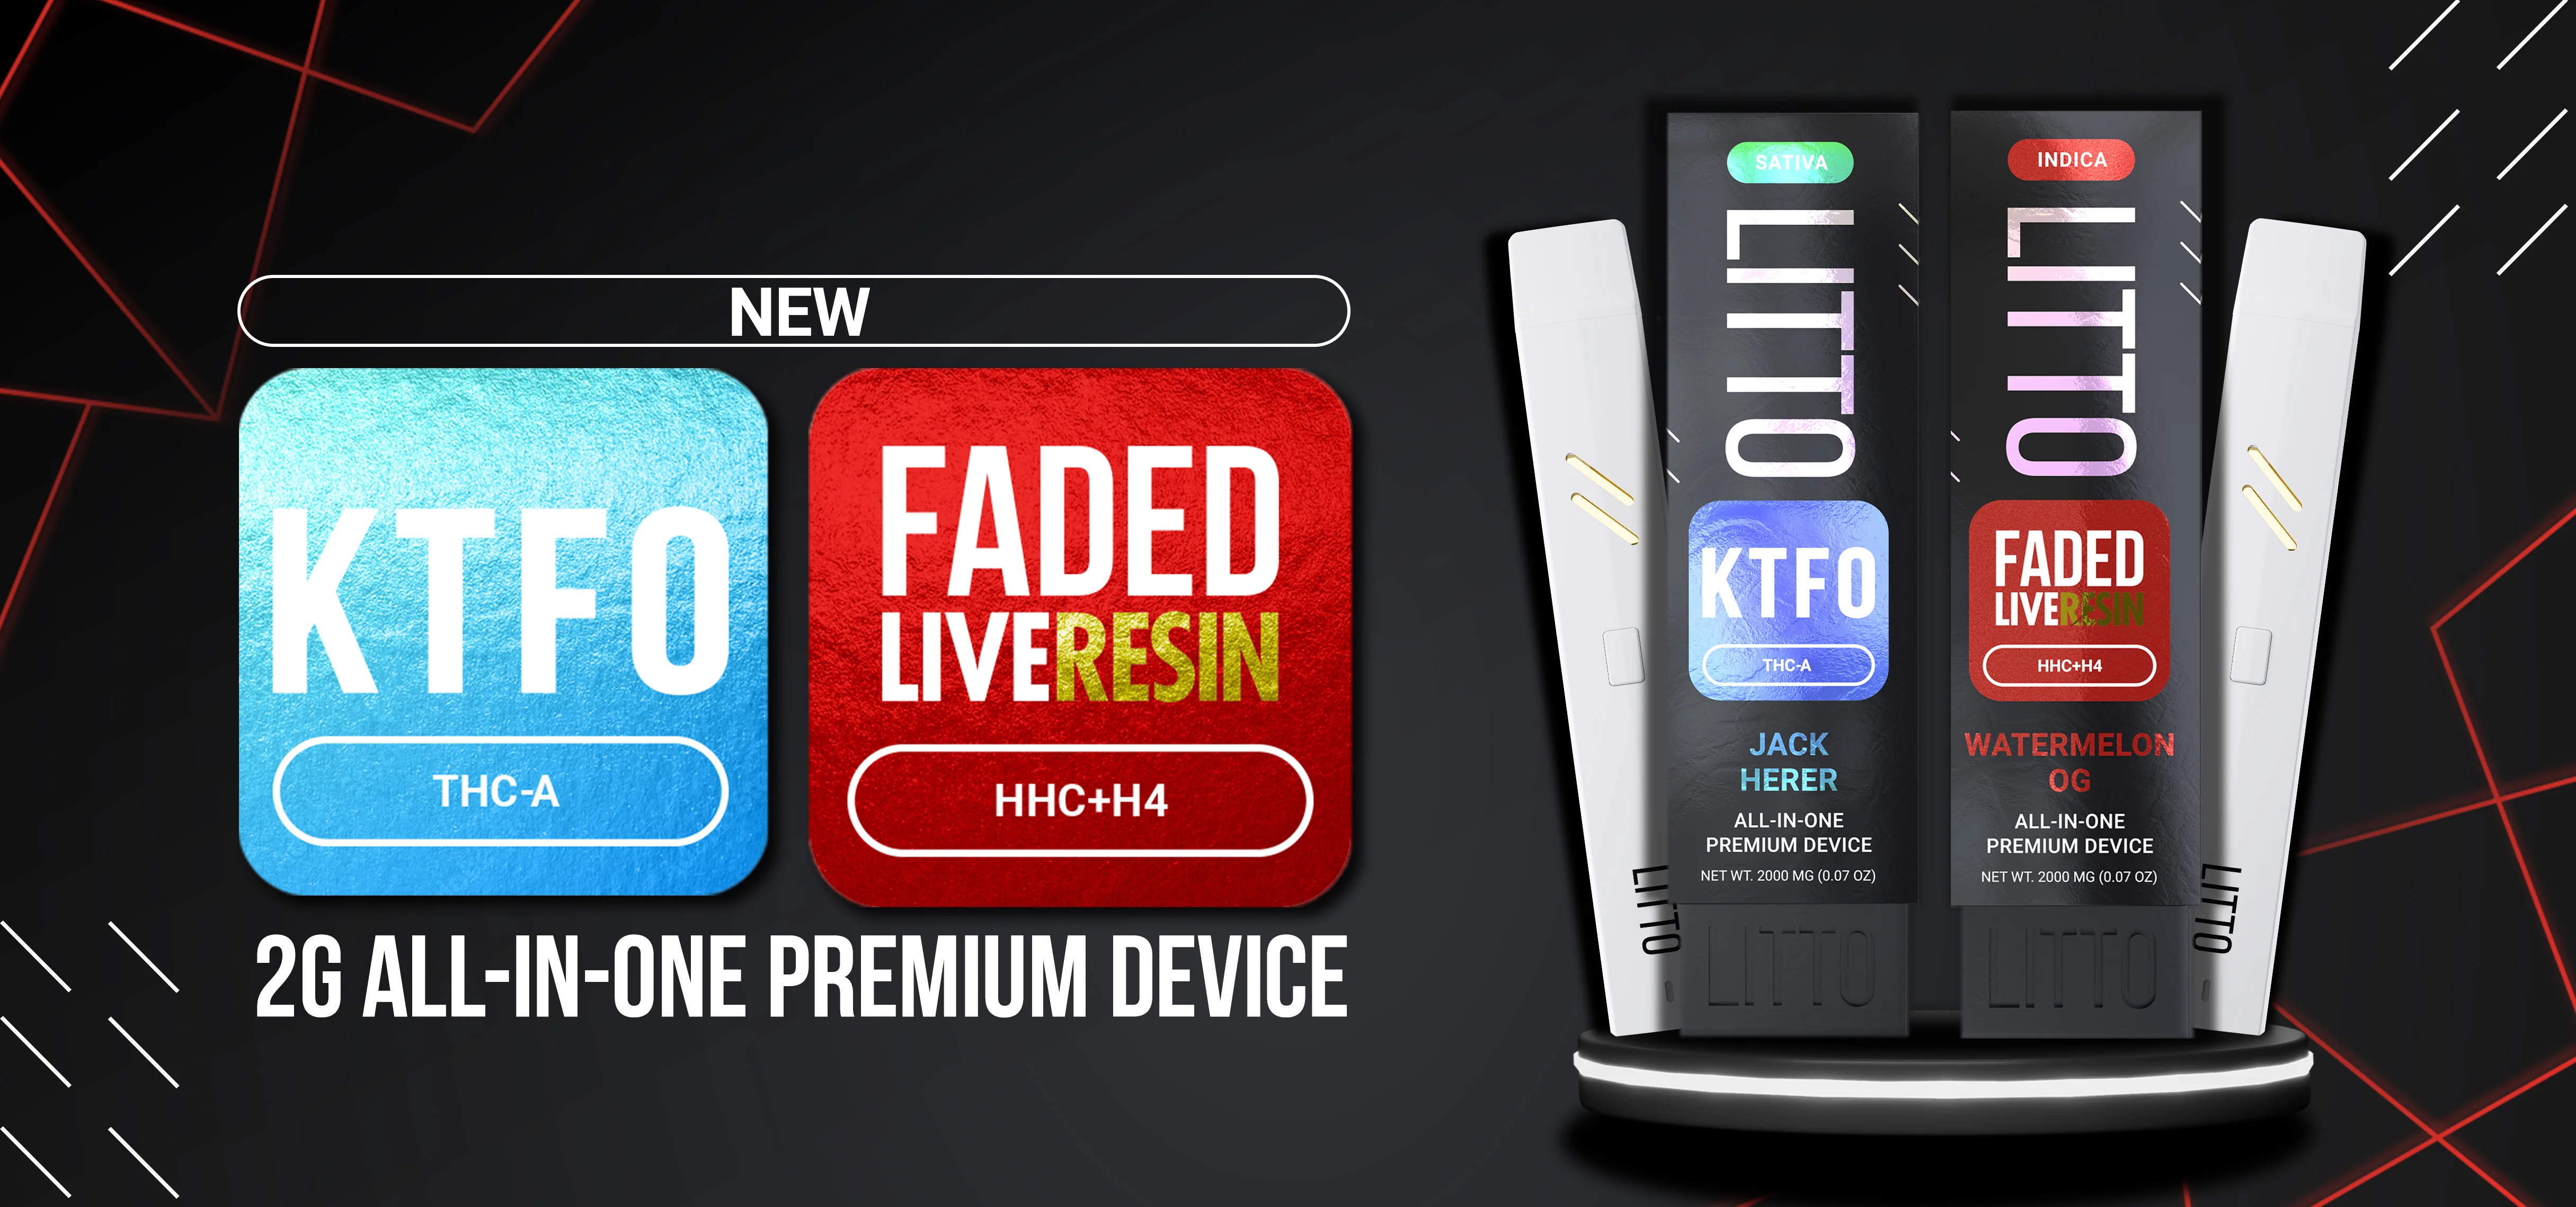 NEW
KTFO
THC-A
FADED
LIVERESIN
HHC+H4
2G ALL-IN-ONE PREMIUM DEVICE
SATIVA
LITTO
KTFO
THC-A
JACK
HERER
ALL-IN-ONE
PREMIUM DEVICE
NET WT. 2000 MG (0.07 OZ)
LITTO
INDICA
LITTO
FADED
LIVERESIN
HHC+H4
WATERMELON
OG
ALL-IN-ONE
PREMIUM DEVICE
NET WT. 2000 MG (0.07 OZ)
LITTO
LITTO
LITTO